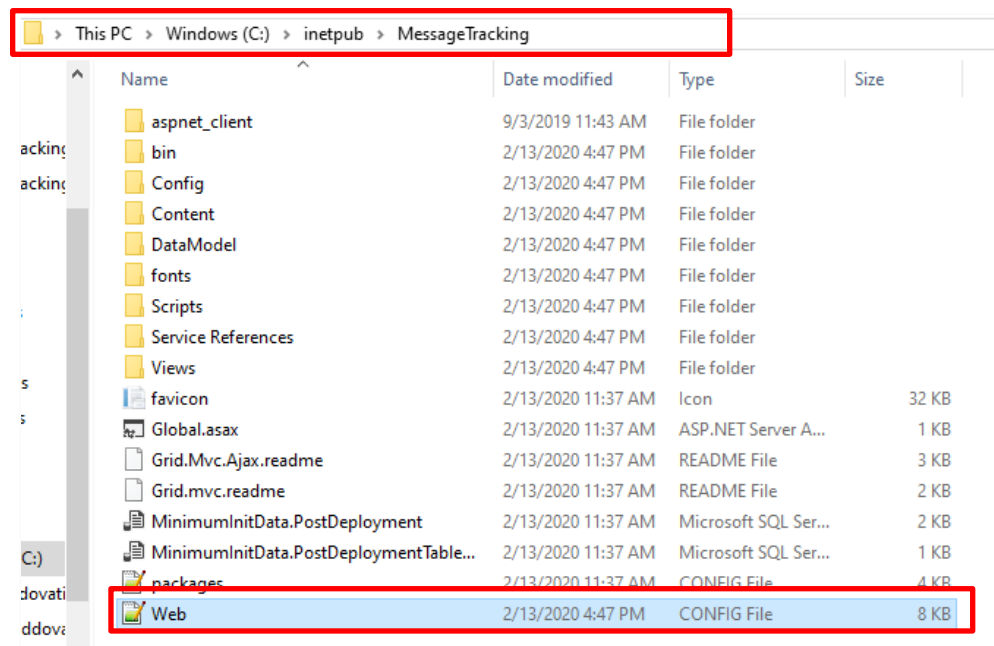 This PC > Windows (C:) > inetpub > MessageTracking
Name Date modified Type Size
aspnet_client 9/3/2019 11:43 AM File folder
acking
bin 2/13/2020 4:47 PM File folder
acking
Config 2/13/2020 4:47 PM File folder
Content 2/13/2020 4:47 PM File folder
DataModel 2/13/2020 4:47 PM File folder
fonts 2/13/2020 4:47 PM File folder
Scripts 2/13/2020 4:47 PM File folder
Service References 2/13/2020 4:47 PM File folder
Views 2/13/2020 4:47 PM File folder
s
favicon 2/13/2020 11:37 AM Icon 32 KB
Global.asax 2/13/2020 11:37 AM ASP.NET Server A... 1 KB
Grid.Mvc.Ajax.readme 2/13/2020 11:37 AM README File 3 KB
Grid.mvc.readme 2/13/2020 11:37 AM README File 2 KB
MinimumInitData.PostDeployment 2/13/2020 11:37 AM Microsoft SQL Ser... 2 KB
C:) MinimumInitData.PostDeploymentTable... 2/13/2020 11:37 AM Microsoft SQL Ser... 1 KB
packages 2/13/2020 11:37 AM CONFIG File 4 KB
dovati
Web 2/13/2020 4:47 PM CONFIG File 8 KB
ddova